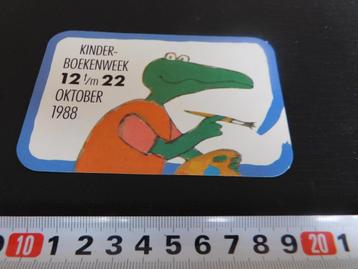 KINDER-
BOEKENWEEK
12 t/m 22
OKTOBER
1988
10 1 2 3 4 5 6 7 8 9 20 1